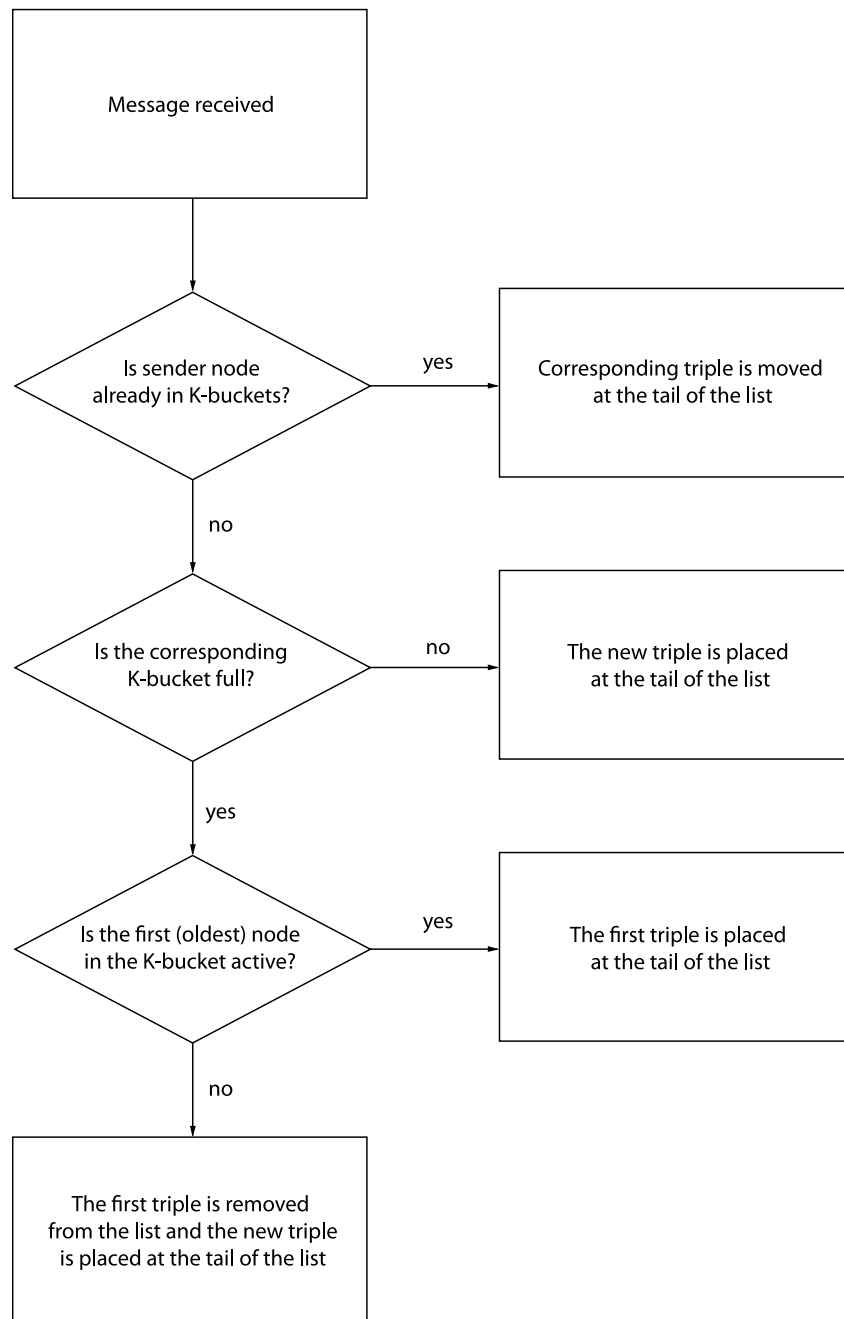 Message received
Is sender node
already in K-buckets?
yes
Corresponding triple is moved
at the tail of the list
no
Is the corresponding
K-bucket full?
no
The new triple is placed
at the tail of the list
yes
Is the first (oldest) node
in the K-bucket active?
yes
The first triple is placed
at the tail of the list
no
The first triple is removed
from the list and the new triple
is placed at the tail of the list